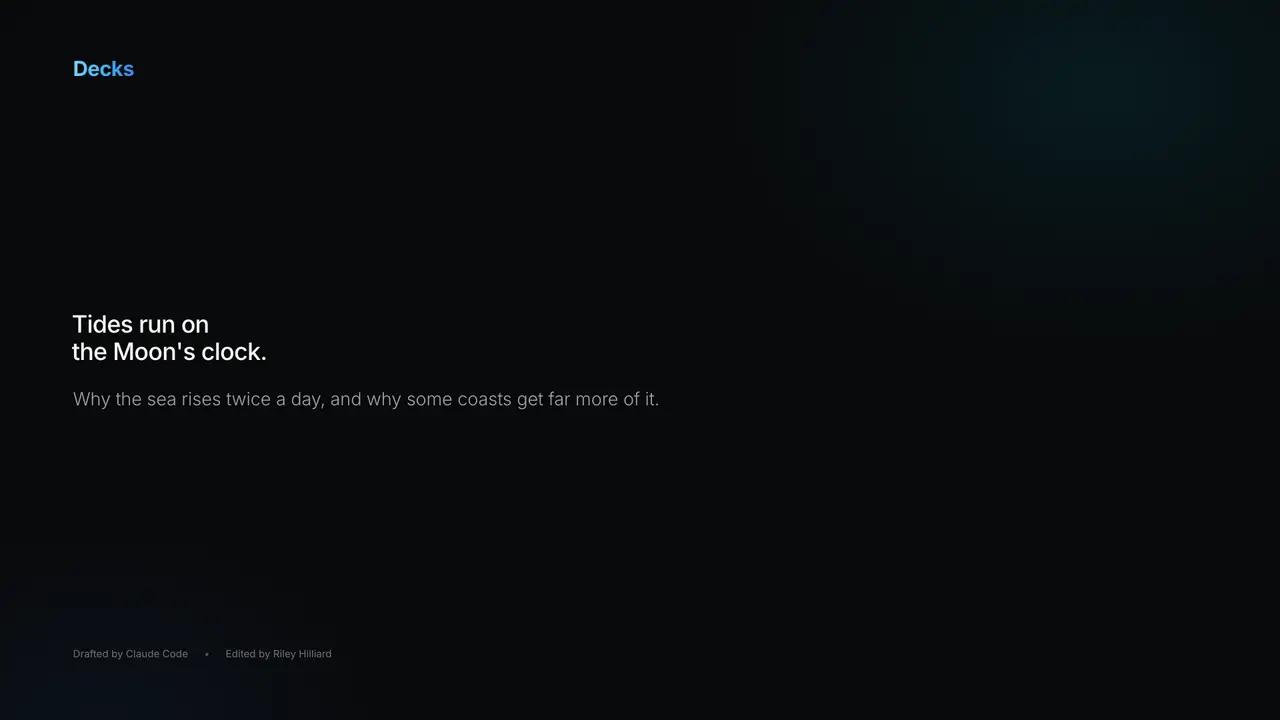 Decks
Tides run on
the Moon's clock.
Why the sea rises twice a day, and why some coasts get far more of it.
Drafted by Claude Code • Edited by Riley Hilliard